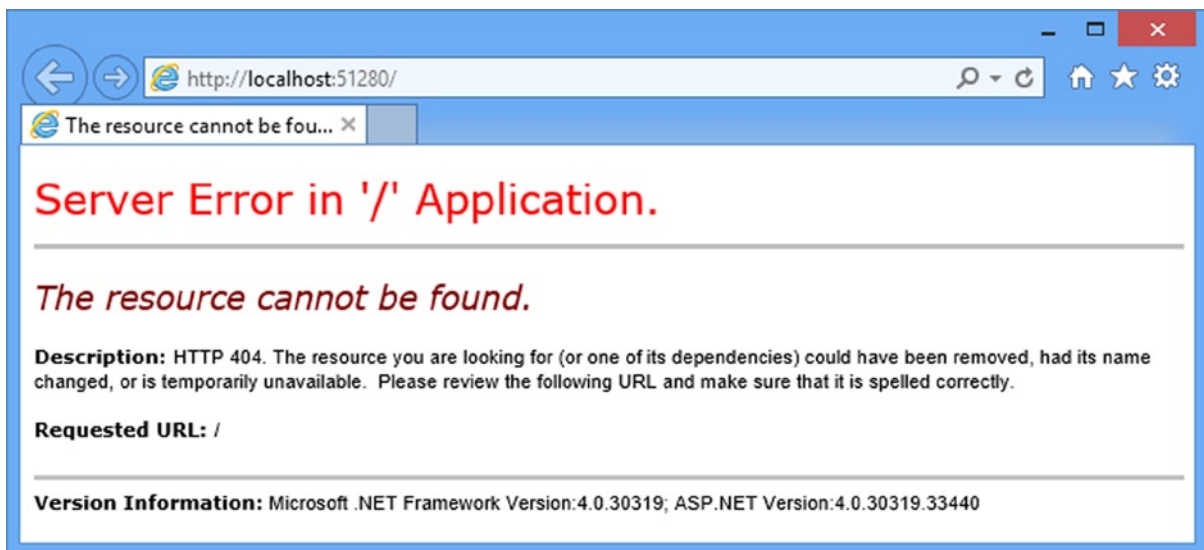 http://localhost:51280/
The resource cannot be fou...
Server Error in '/' Application.
The resource cannot be found.
Description: HTTP 404. The resource you are looking for (or one of its dependencies) could have been removed, had its name
changed, or is temporarily unavailable. Please review the following URL and make sure that it is spelled correctly.
Requested URL: /
Version Information: Microsoft .NET Framework Version:4.0.30319; ASP.NET Version:4.0.30319.33440